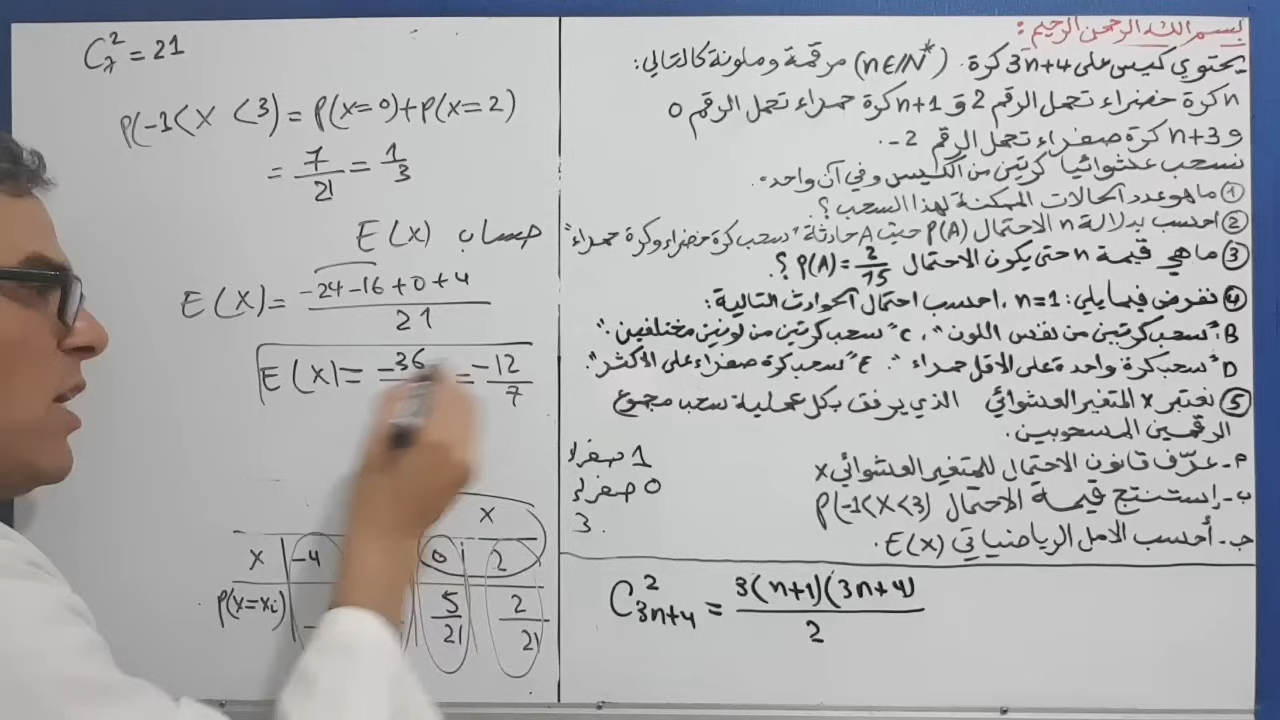 بسم الله الرحمن الرحيم:
يحتوي كيس على 3n+4 كرة. (n∈ℕ*) مرقمة وملونة كالتالي:
n كرة خضراء تحمل الرقم 2 و n+1 كرة حمراء تحمل الرقم 0
و n+3 كرة صفراء تحمل الرقم 2-.
نسحب عشوائيا كرتين من الكيس وفي آن واحد.
① ما هو عدد الحالات الممكنة لهذا السحب؟
② احسب بدلالة n الاحتمال P(A) حيث A حادثة "سحب كرة خضراء وكرة حمراء"
③ ما هي قيمة n حتى يكون الاحتمال P(A)=2/15 ؟
④ نفرض فيما يلي: n=1. احسب احتمال الحوادث التالية:
B "سحب كرتين من نفس اللون"، C "سحب كرتين من لونين مختلفين".
D "سحب كرة واحدة على الاقل حمراء". E "سحب كرة صفراء على الأكثر".
⑤ نعتبر X المتغير العشوائي الذي يرفق بكل عملية سحب مجموع
الرقمين المسحوبين.
أ- عرّف قانون الاحتمال للمتغير العشوائي X
ب- إستنتج قيمة الاحتمال P(-1<X<3)
ج- أحسب الامل الرياضياتي E(X).
1 صفراء
0 صفراء
3.
C²₃ₙ₊₄ = 3(n+1)(3n+4)/2
C₇² = 21
P(-1<X<3) = P(X=0)+P(X=2)
= 7/21 = 1/3
حساب E(X)
E(X) = -24-16+0+4/21
E(X) = -36 = -12/7
X
X | -4 0 2
P(X=xᵢ) 5/21 2/21